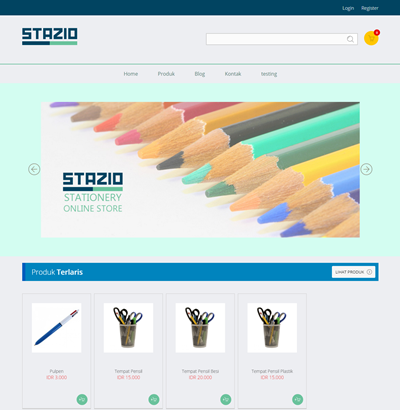 Login Register
STAZIO
0
Home Produk Blog Kontak testing
STAZIO
STATIONERY
ONLINE STORE
Produk Terlaris
LIHAT PRODUK
Pulpen
IDR 3.000
Tempat Pensil
IDR 15.000
Tempat Pensil Besi
IDR 20.000
Tempat Pensil Plastik
IDR 15.000